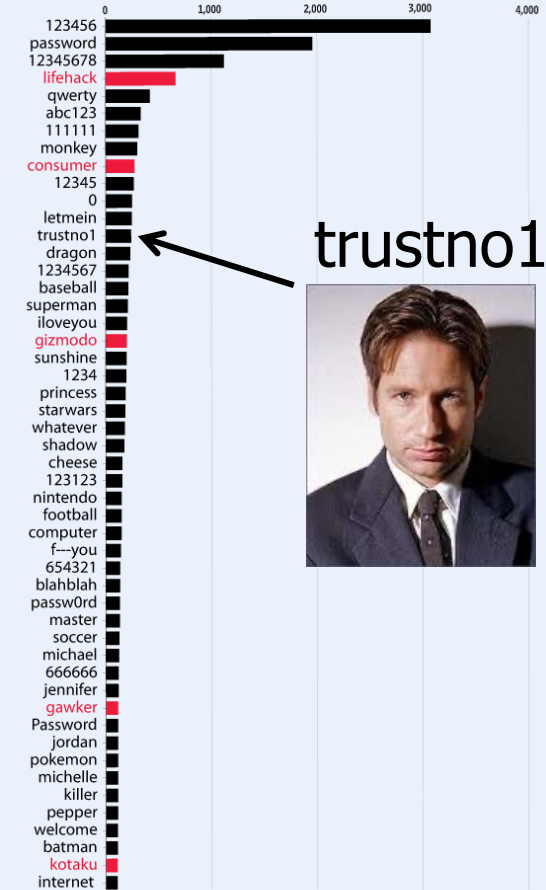 0 1,000 2,000 3,000 4,000
123456
password
12345678
lifehack
qwerty
abc123
111111
monkey
consumer
12345
0
letmein
trustno1
trustno1
dragon
1234567
baseball
superman
iloveyou
gizmodo
sunshine
1234
princess
starwars
whatever
shadow
cheese
123123
nintendo
football
computer
f---you
654321
blahblah
passw0rd
master
soccer
michael
666666
jennifer
gawker
Password
jordan
pokemon
michelle
killer
pepper
welcome
batman
kotaku
internet